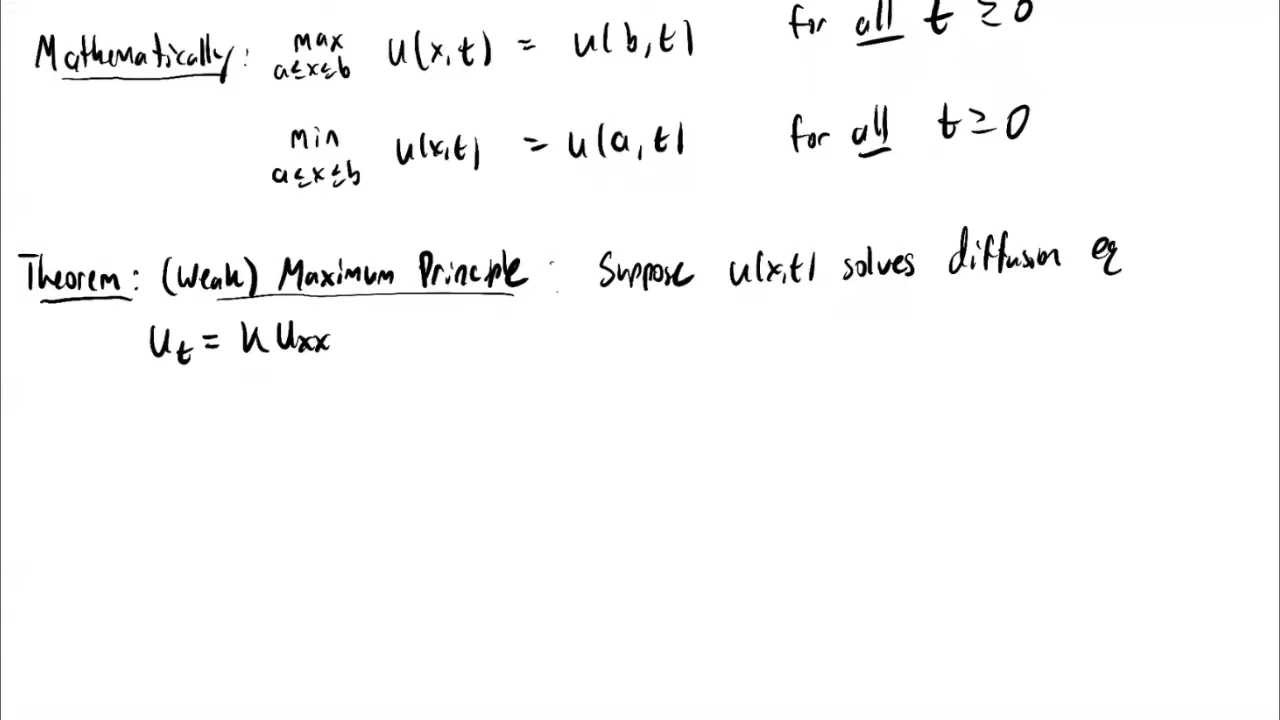 Mathematically: max a≤x≤b u(x,t) = u(b,t) for all t ≥ 0
min a≤x≤b u(x,t) = u(a,t) for all t ≥ 0
Theorem: (Weak) Maximum Principle: Suppose u(x,t) solves diffusion eq
u_t = k u_xx